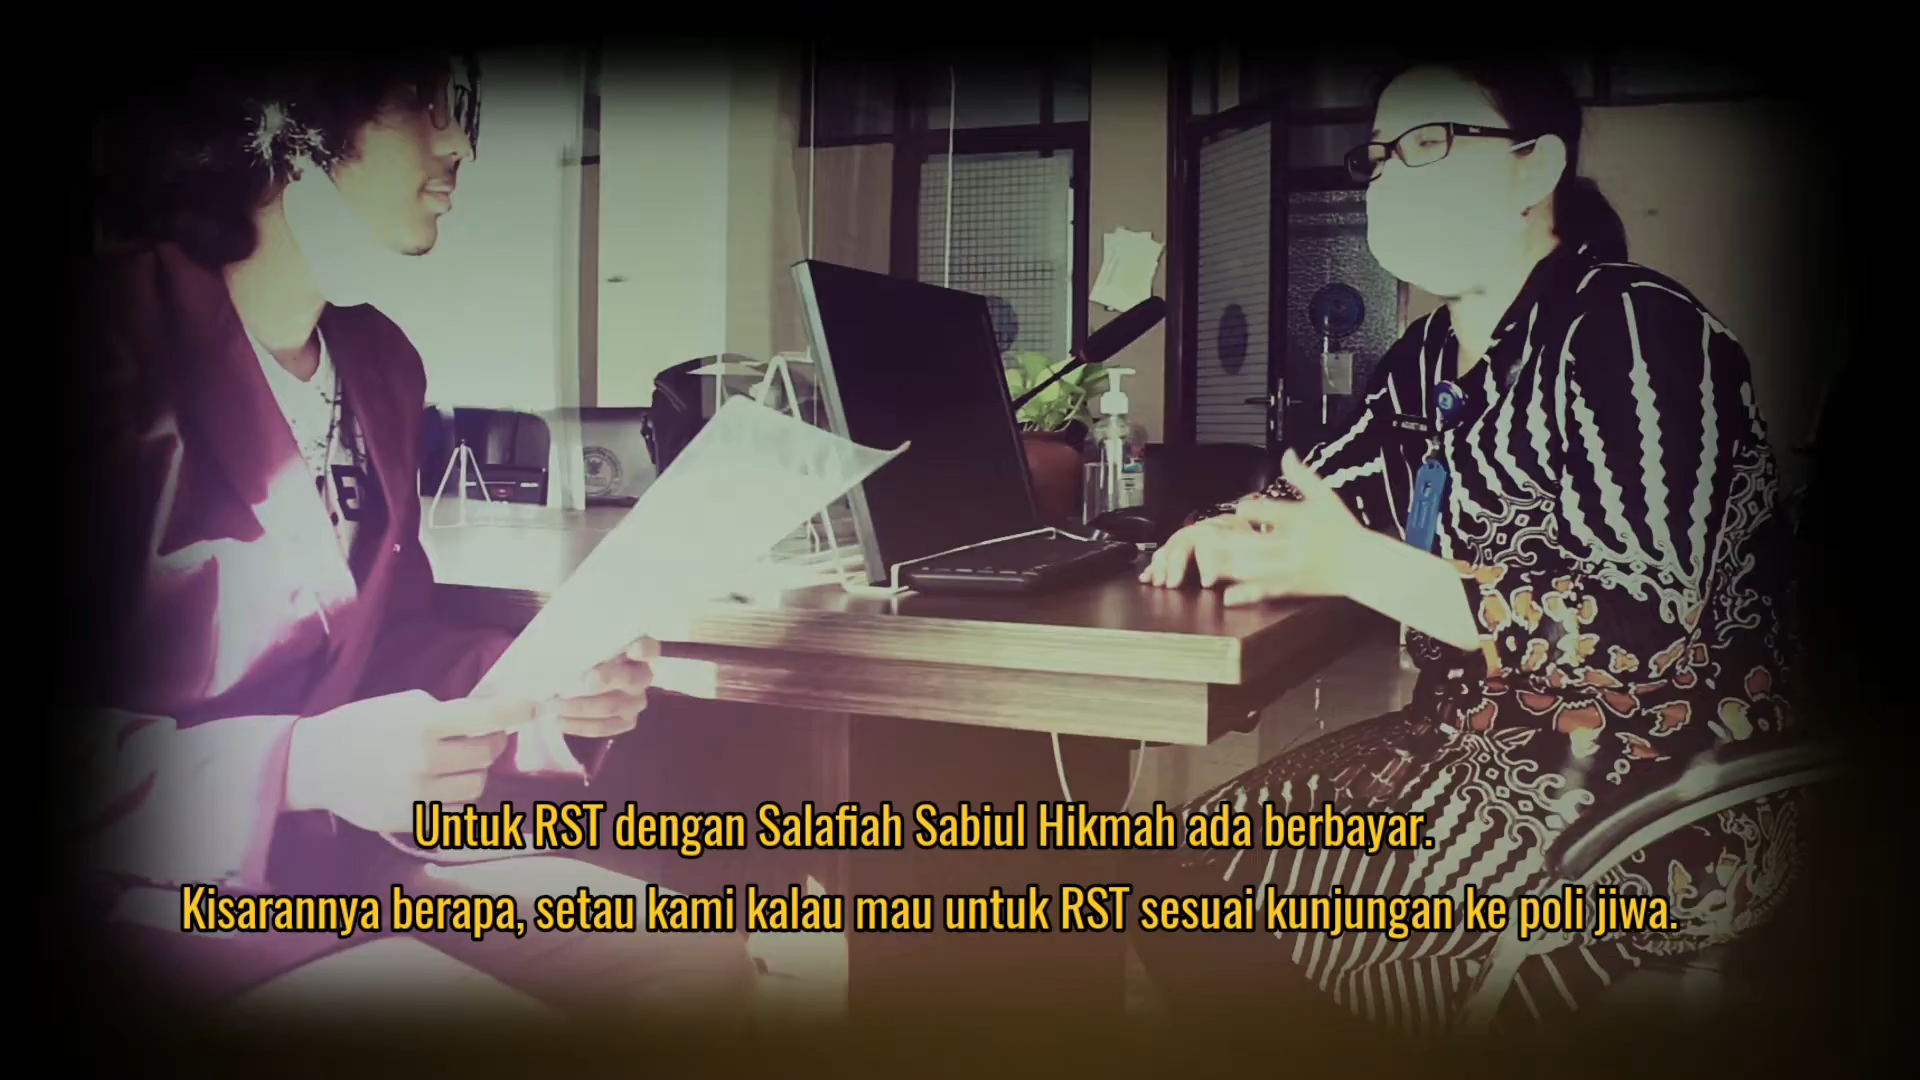 Untuk RST dengan Salafiah Sabiul Hikmah ada berbayar.
Kisarannya berapa, setau kami kalau mau untuk RST sesuai kunjungan ke poli jiwa.